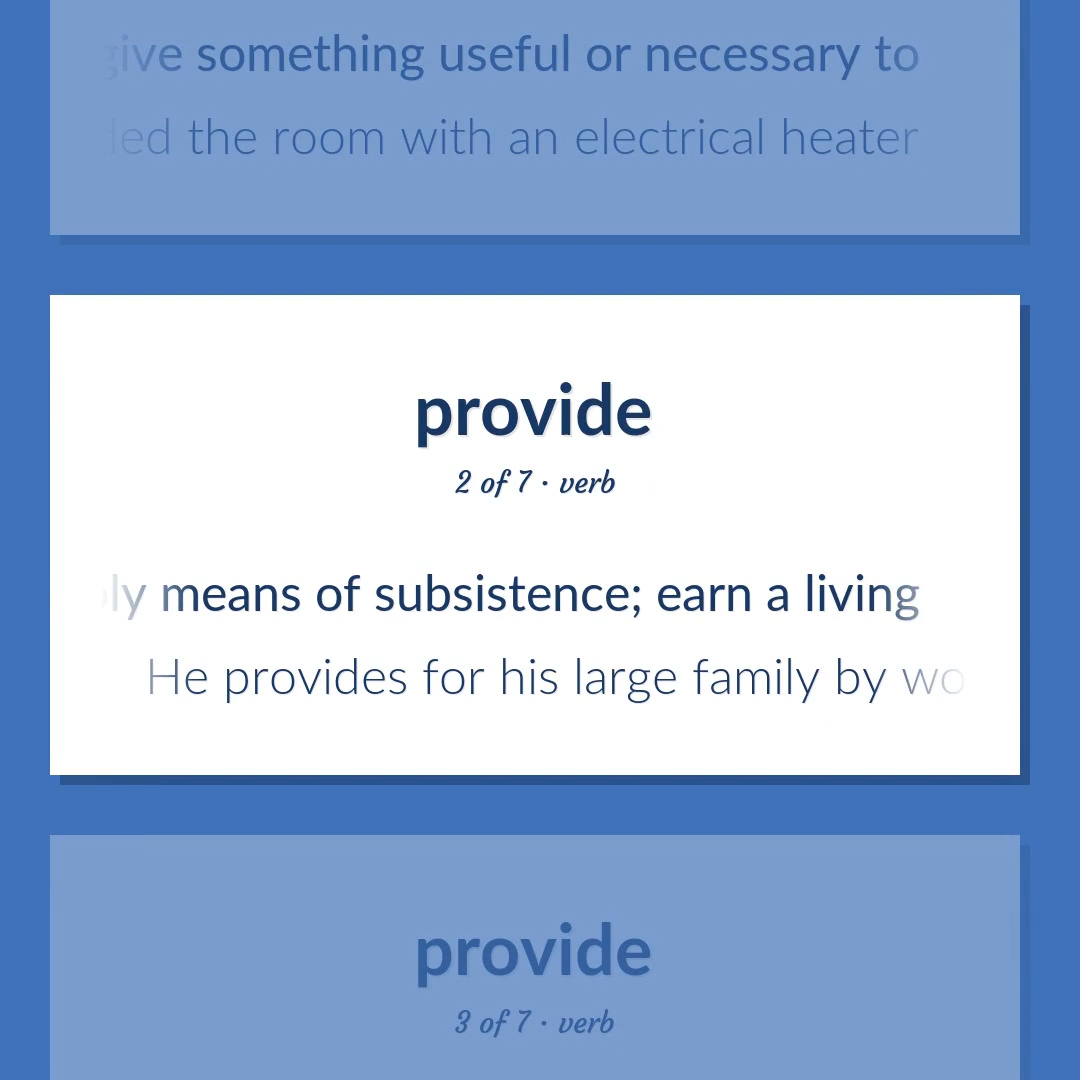 give something useful or necessary to
the room with an electrical heater
provide
2 of 7 · verb
means of subsistence; earn a living
He provides for his large family by
provide
3 of 7 · verb